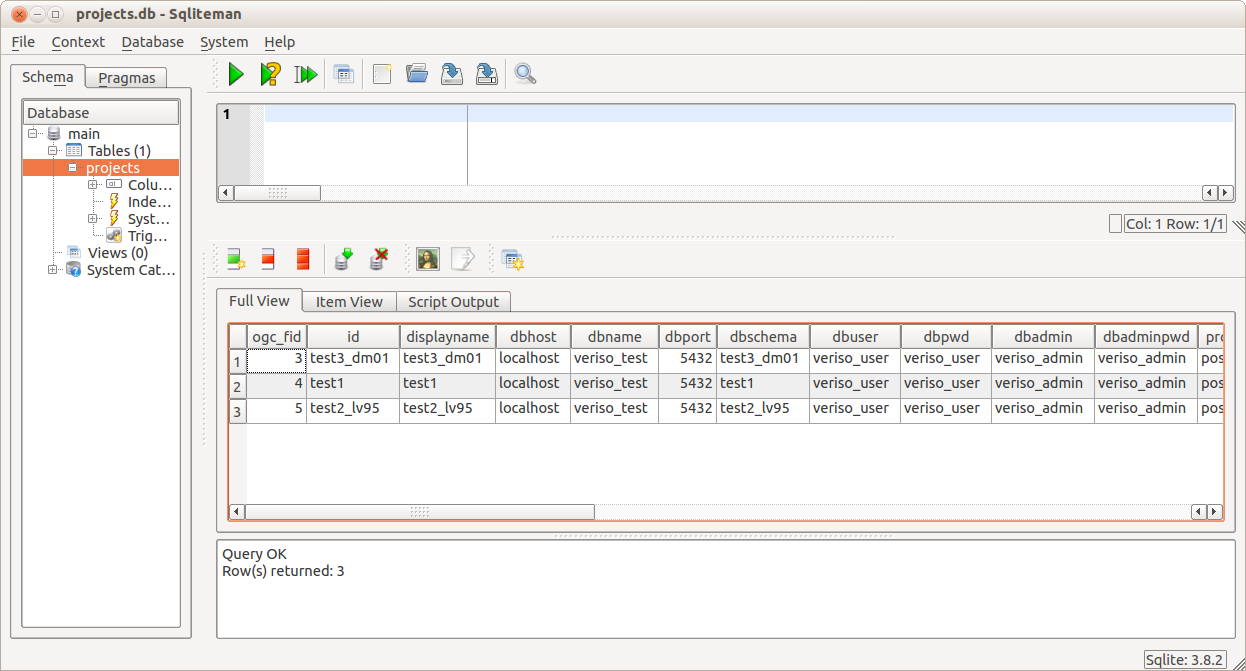 projects.db - Sqliteman
File Context Database System Help
Schema Pragmas
Database
main
Tables (1)
projects
Colu...
Inde...
Syst...
Trig...
Views (0)
System Cat...
1
Col: 1 Row: 1/1
Full View Item View Script Output
ogc_fid id displayname dbhost dbname dbport dbschema dbuser dbpwd dbadmin dbadminpwd pro
1 3 test3_dm01 test3_dm01 localhost veriso_test 5432 test3_dm01 veriso_user veriso_user veriso_admin veriso_admin pos
2 4 test1 test1 localhost veriso_test 5432 test1 veriso_user veriso_user veriso_admin veriso_admin pos
3 5 test2_lv95 test2_lv95 localhost veriso_test 5432 test2_lv95 veriso_user veriso_user veriso_admin veriso_admin pos
Query OK
Row(s) returned: 3
Sqlite: 3.8.2